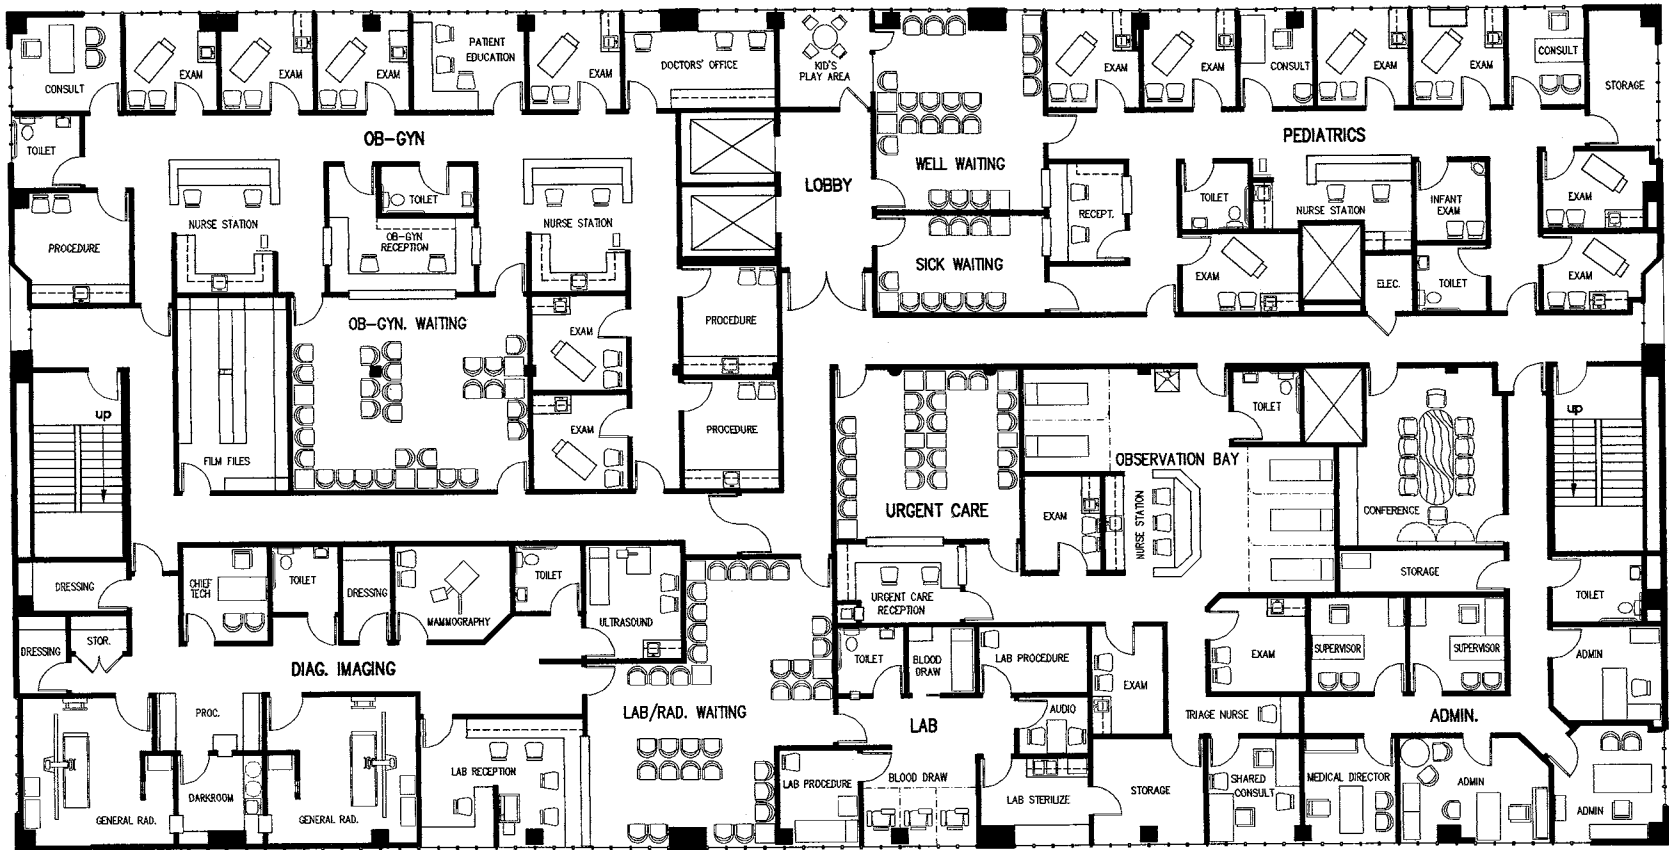 CONSULT
EXAM
EXAM
EXAM
PATIENT
EDUCATION
EXAM
DOCTORS' OFFICE
KID'S
PLAY AREA
EXAM
EXAM
CONSULT
EXAM
EXAM
CONSULT
STORAGE
TOILET
OB-GYN
PEDIATRICS
WELL WAITING
LOBBY
TOILET
TOILET
INFANT
EXAM
EXAM
NURSE STATION
NURSE STATION
NURSE STATION
RECEPT.
OB-GYN
RECEPTION
PROCEDURE
SICK WAITING
EXAM
ELEC.
TOILET
EXAM
OB-GYN. WAITING
EXAM
PROCEDURE
UP
EXAM
PROCEDURE
TOILET
UP
FILM FILES
OBSERVATION BAY
URGENT CARE
EXAM
NURSE STATION
CONFERENCE
DRESSING
CHIEF
TECH
TOILET
DRESSING
MAMMOGRAPHY
TOILET
ULTRASOUND
URGENT CARE
RECEPTION
STORAGE
TOILET
DRESSING
STOR.
DIAG. IMAGING
TOILET
BLOOD
DRAW
LAB PROCEDURE
EXAM
EXAM
SUPERVISOR
SUPERVISOR
ADMIN
PROC.
LAB/RAD. WAITING
LAB
AUDIO
TRIAGE NURSE
ADMIN.
GENERAL RAD.
DARKROOM
GENERAL RAD.
LAB RECEPTION
LAB PROCEDURE
BLOOD DRAW
LAB STERILIZE
STORAGE
SHARED
CONSULT
MEDICAL DIRECTOR
ADMIN
ADMIN